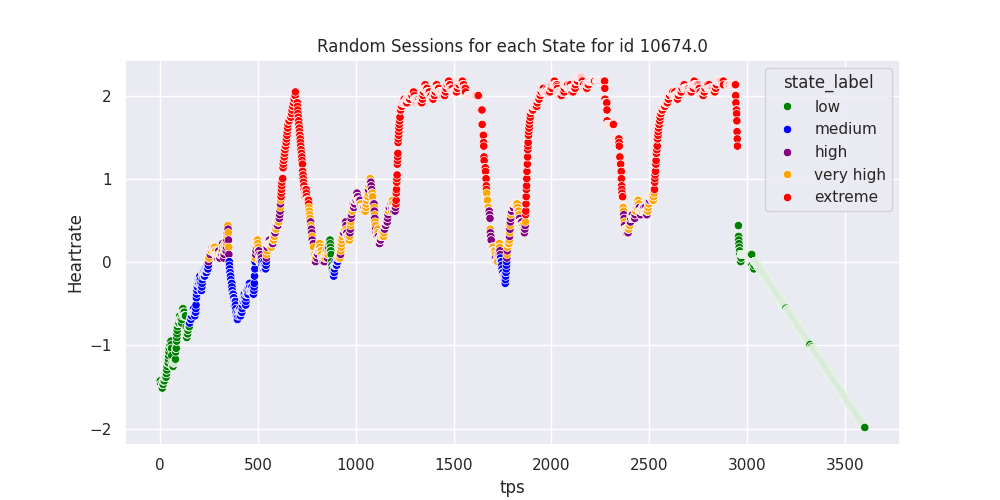 Random Sessions for each State for id 10674.0
state_label
low
medium
high
very high
extreme
Heartrate
2
1
0
−1
−2
0 500 1000 1500 2000 2500 3000 3500
tps